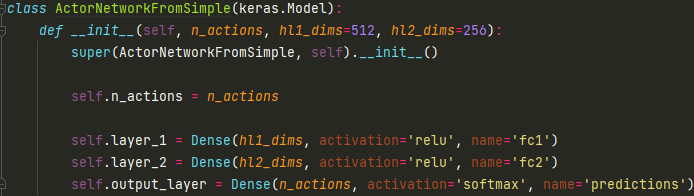 class ActorNetworkFromSimple(keras.Model):
def __init__(self, n_actions, hl1_dims=512, hl2_dims=256):
super(ActorNetworkFromSimple, self).__init__()
self.n_actions = n_actions
self.layer_1 = Dense(hl1_dims, activation='relu', name='fc1')
self.layer_2 = Dense(hl2_dims, activation='relu', name='fc2')
self.output_layer = Dense(n_actions, activation='softmax', name='predictions')